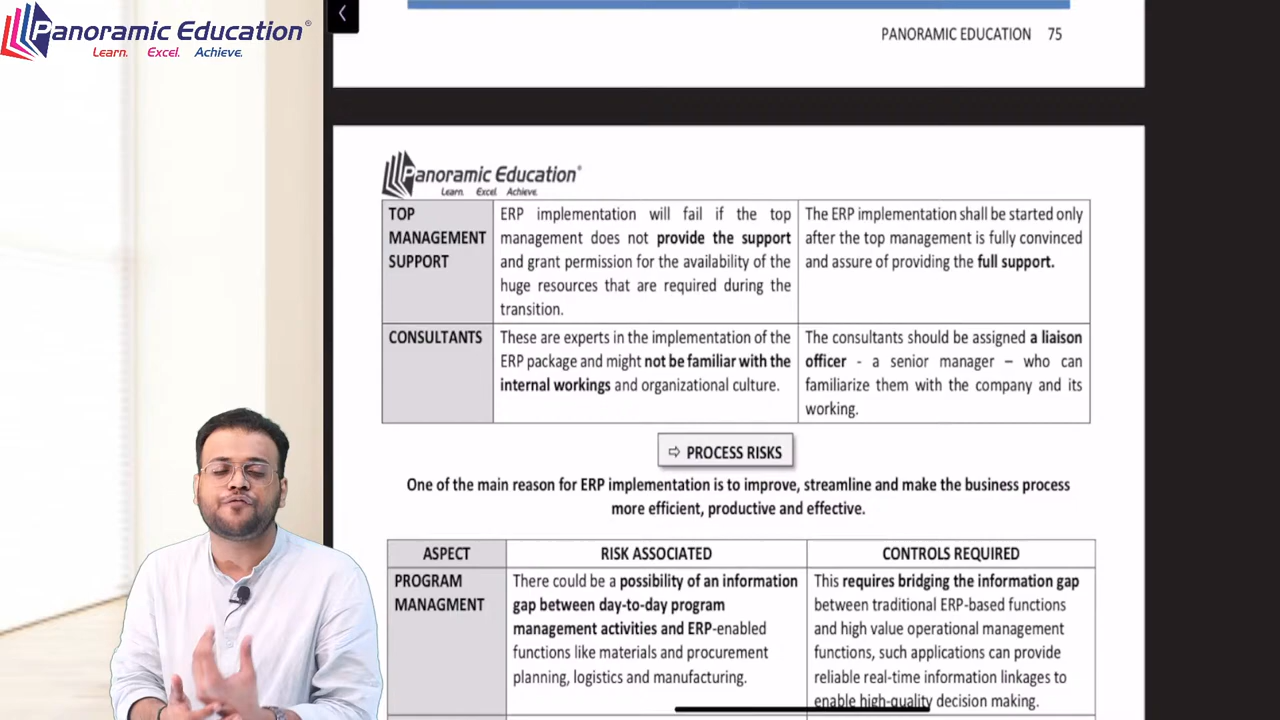 Panoramic Education®
Learn. Excel. Achieve.
PANORAMIC EDUCATION 75
Panoramic Education®
Learn. Excel. Achieve.
TOP
MANAGEMENT
SUPPORT
ERP implementation will fail if the top
management does not provide the support
and grant permission for the availability of the
huge resources that are required during the
transition.
The ERP implementation shall be started only
after the top management is fully convinced
and assure of providing the full support.
CONSULTANTS
These are experts in the implementation of the
ERP package and might not be familiar with the
internal workings and organizational culture.
The consultants should be assigned a liaison
officer - a senior manager – who can
familiarize them with the company and its
working.
⇨ PROCESS RISKS
One of the main reason for ERP implementation is to improve, streamline and make the business process
more efficient, productive and effective.
ASPECT
RISK ASSOCIATED
CONTROLS REQUIRED
PROGRAM
MANAGMENT
There could be a possibility of an information
gap between day-to-day program
management activities and ERP-enabled
functions like materials and procurement
planning, logistics and manufacturing.
This requires bridging the information gap
between traditional ERP-based functions
and high value operational management
functions, such applications can provide
reliable real-time information linkages to
enable high-quality decision making.